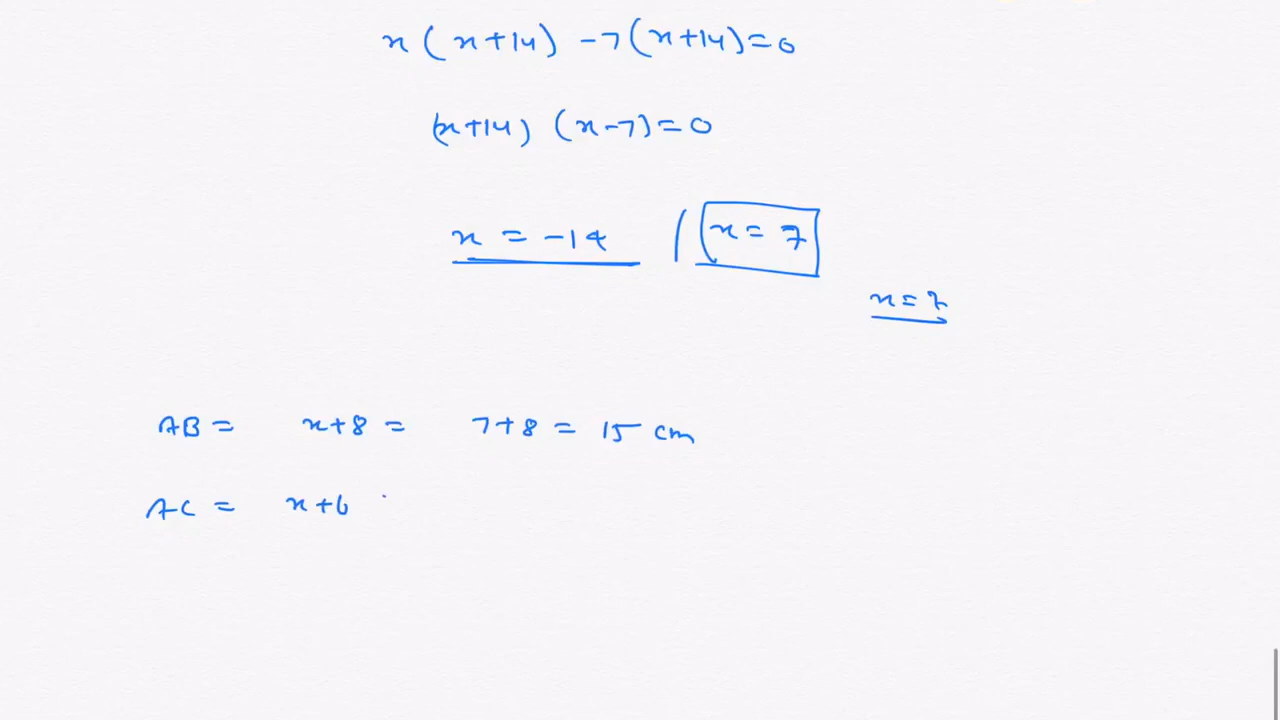 x(x+14) -7(x+14)=0
(x+14) (x-7)=0
x = -14 | x = 7
x = 7
AB = x+8 = 7+8 = 15 cm
AC = x+6